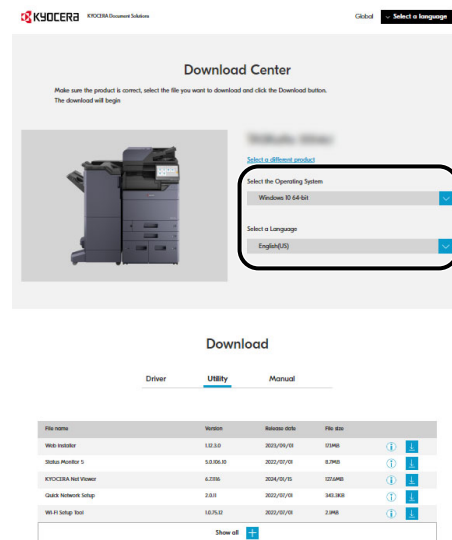 KYOCERA KYOCERA Document Solutions Global Select a language
Download Center
Make sure the product is correct, select the file you want to download and click the Download button.
The download will begin
Select a different product
Select the Operating System
Windows 10 64-bit
Select a Language
English(US)
Download
Driver Utility Manual
File name Version Release date File size
Web Installer 1.12.5.0 2023/09/01 171MB
Status Monitor 5 5.0.106.10 2022/07/01 8.7MB
KYOCERA Net Viewer 2024/01/15 127.6MB
Quick Network Setup 2.0.11 2022/07/01 343.3KB
Wi-Fi Setup Tool 1.0.75.12 2022/07/01 2.1MB
Show all